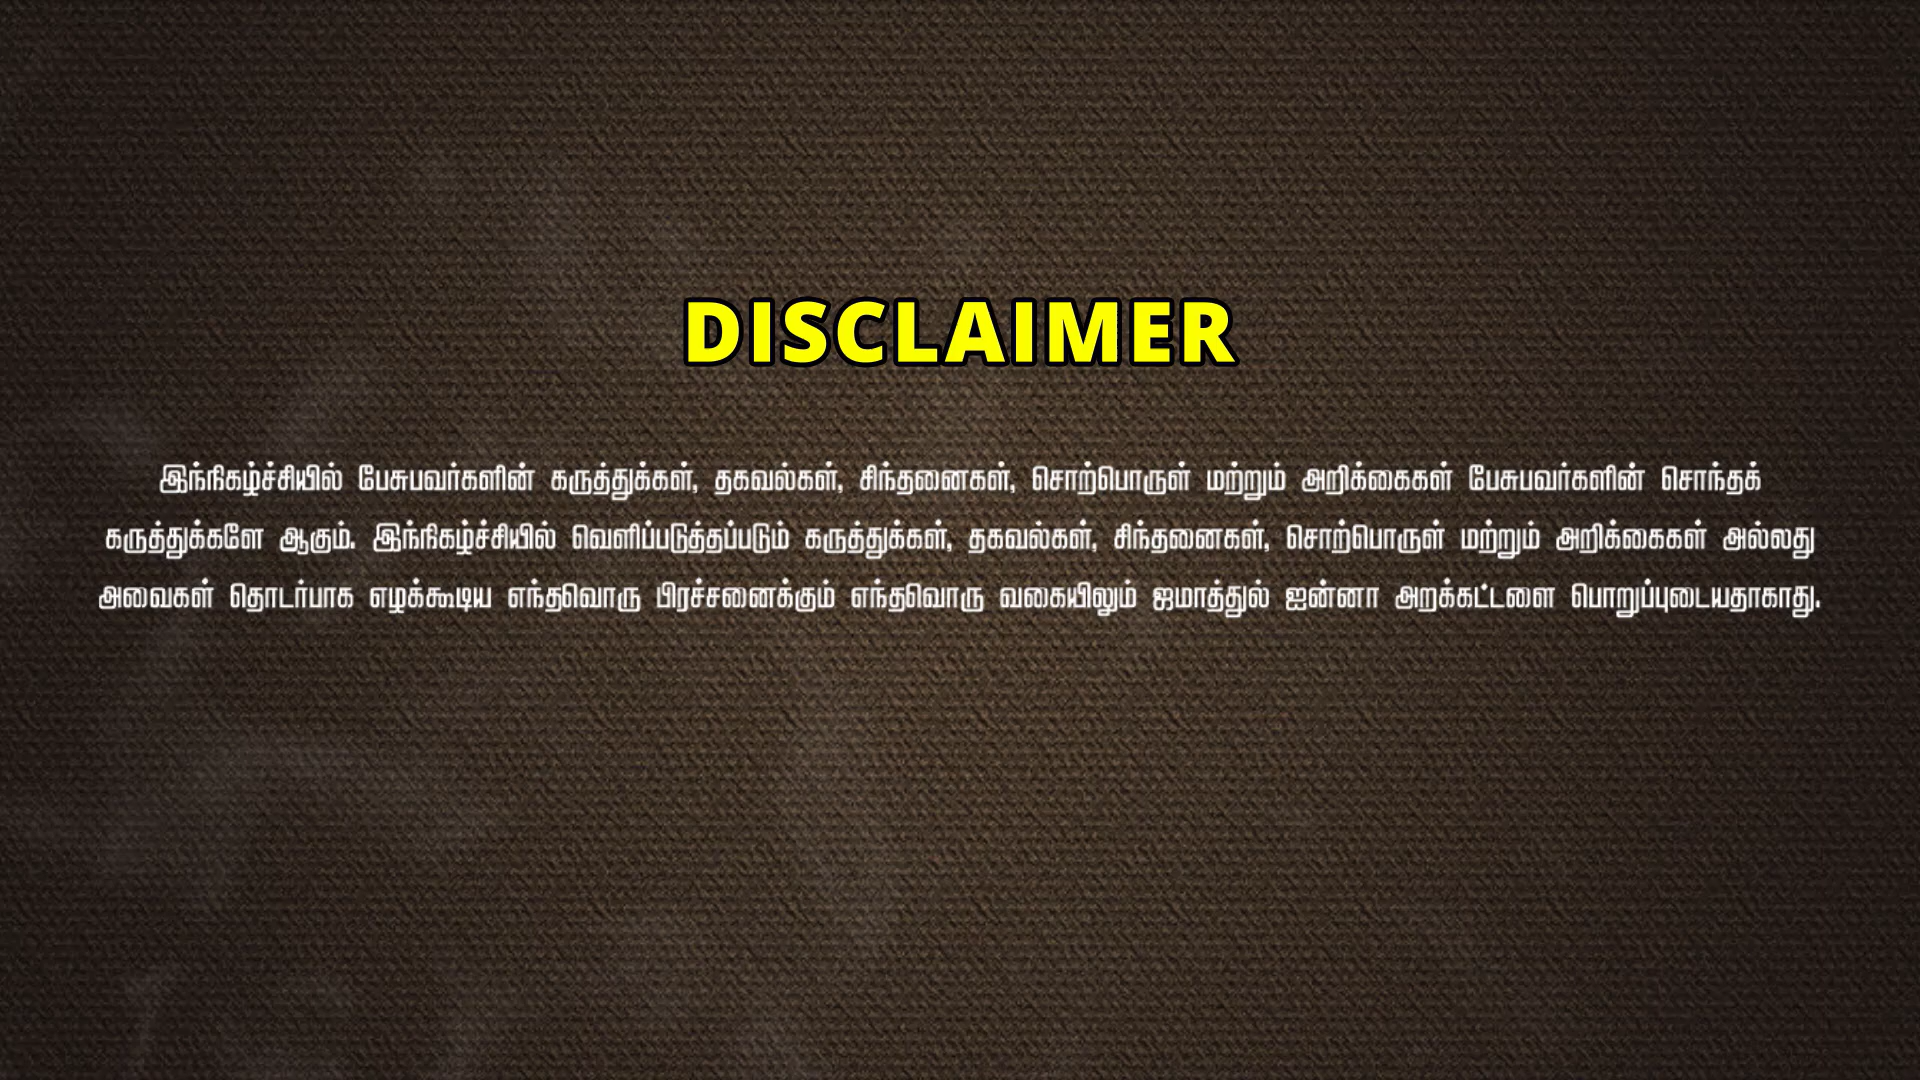 DISCLAIMER
இந்நிகழ்ச்சியில் பேசுபவர்களின் கருத்துக்கள், தகவல்கள், சிந்தனைகள், சொற்பொருள் மற்றும் அறிக்கைகள் பேசுபவர்களின் சொந்தக்
கருத்துக்களே ஆகும். இந்நிகழ்ச்சியில் வெளிப்படுத்தப்படும் கருத்துக்கள், தகவல்கள், சிந்தனைகள், சொற்பொருள் மற்றும் அறிக்கைகள் அல்லது
அவைகள் தொடர்பாக எழக்கூடிய எந்தவொரு பிரச்சனைக்கும் எந்தவொரு வகையிலும் ஐமாத்துல் ஐன்னா அறக்கட்டளை பொறுப்புடையதாகாது.